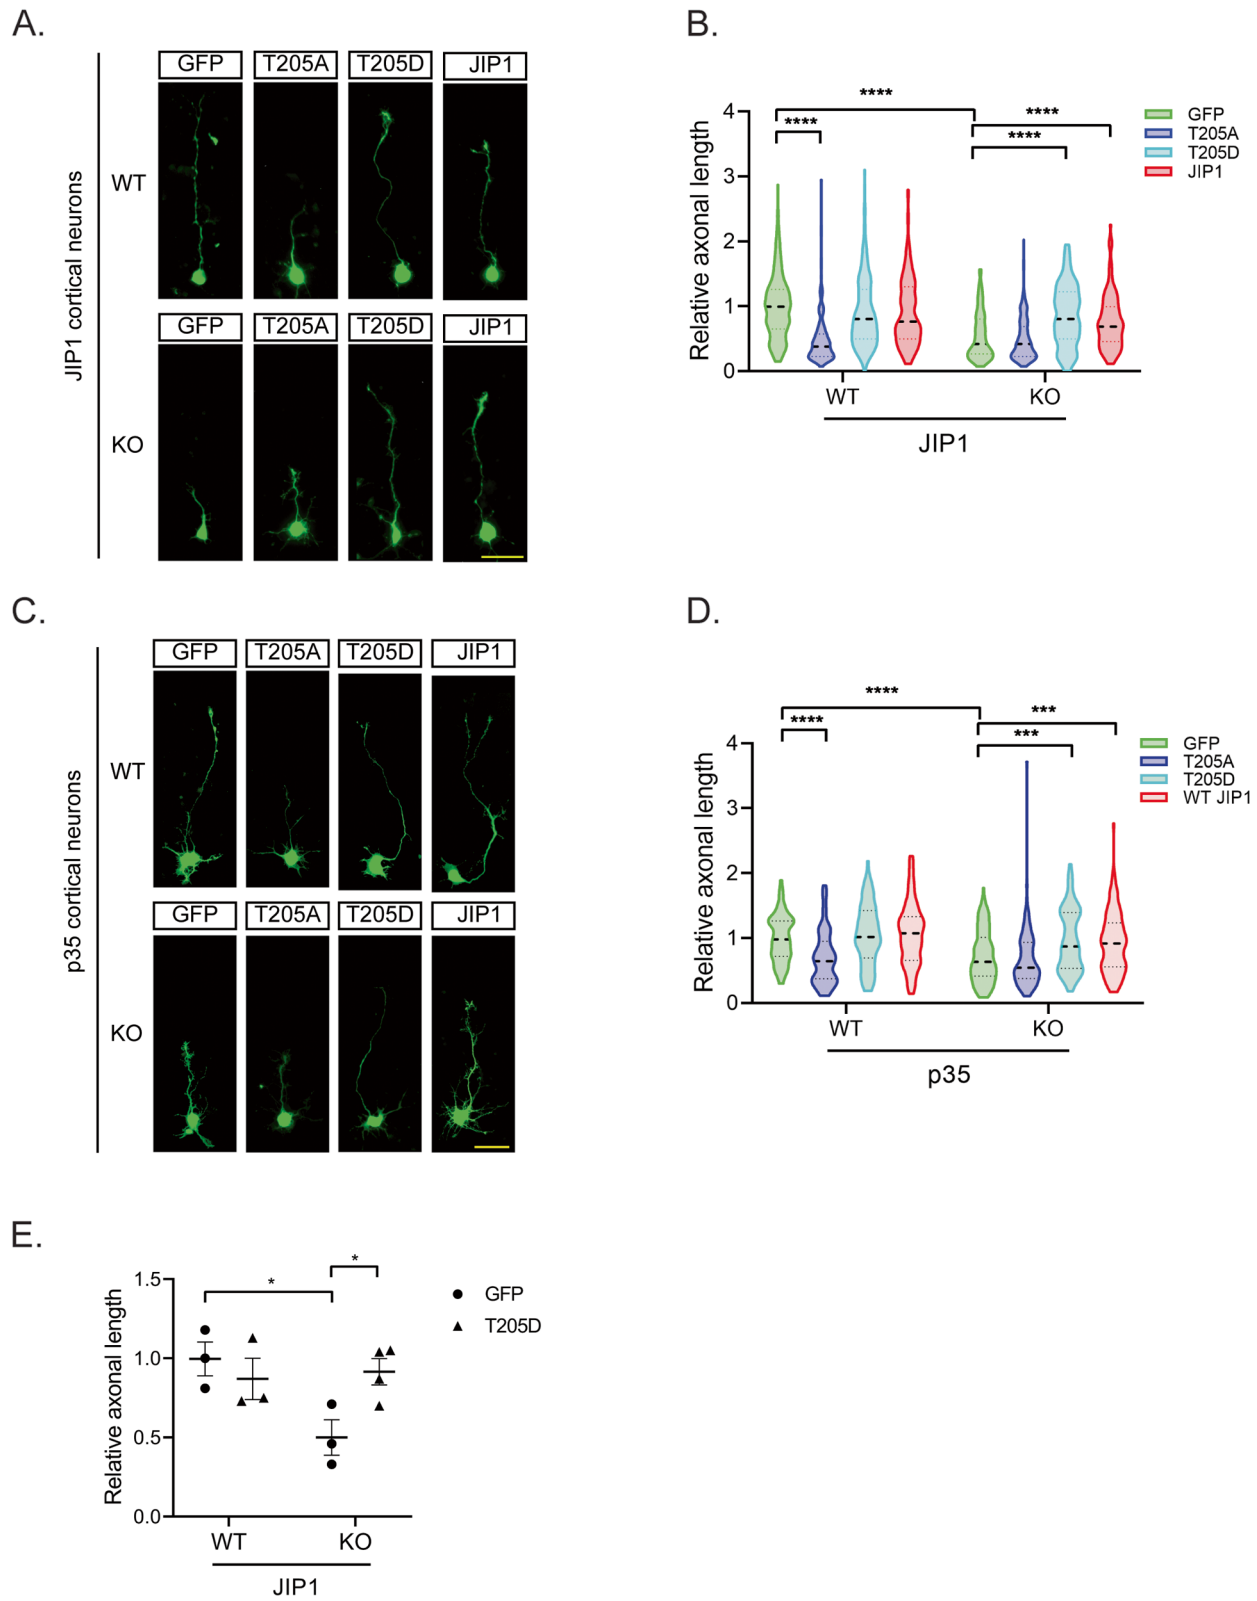 A.
GFP T205A T205D JIP1
WT
JIP1 cortical neurons
GFP T205A T205D JIP1
KO
B.
****
****
****
****
4
3
2
1
0
Relative axonal length
GFP
T205A
T205D
JIP1
WT KO
JIP1
C.
GFP T205A T205D JIP1
WT
p35 cortical neurons
GFP T205A T205D JIP1
KO
D.
****
***
****
***
4
3
2
1
0
Relative axonal length
GFP
T205A
T205D
WT JIP1
WT KO
p35
E.
*
*
1.5
1.0
0.5
0.0
Relative axonal length
GFP
T205D
WT KO
JIP1